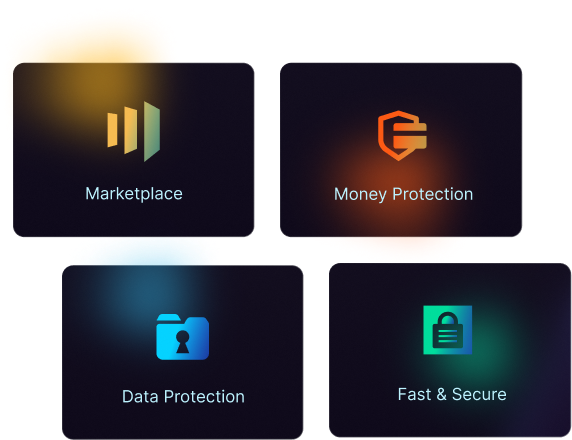 Marketplace
Money Protection
Data Protection
Fast & Secure